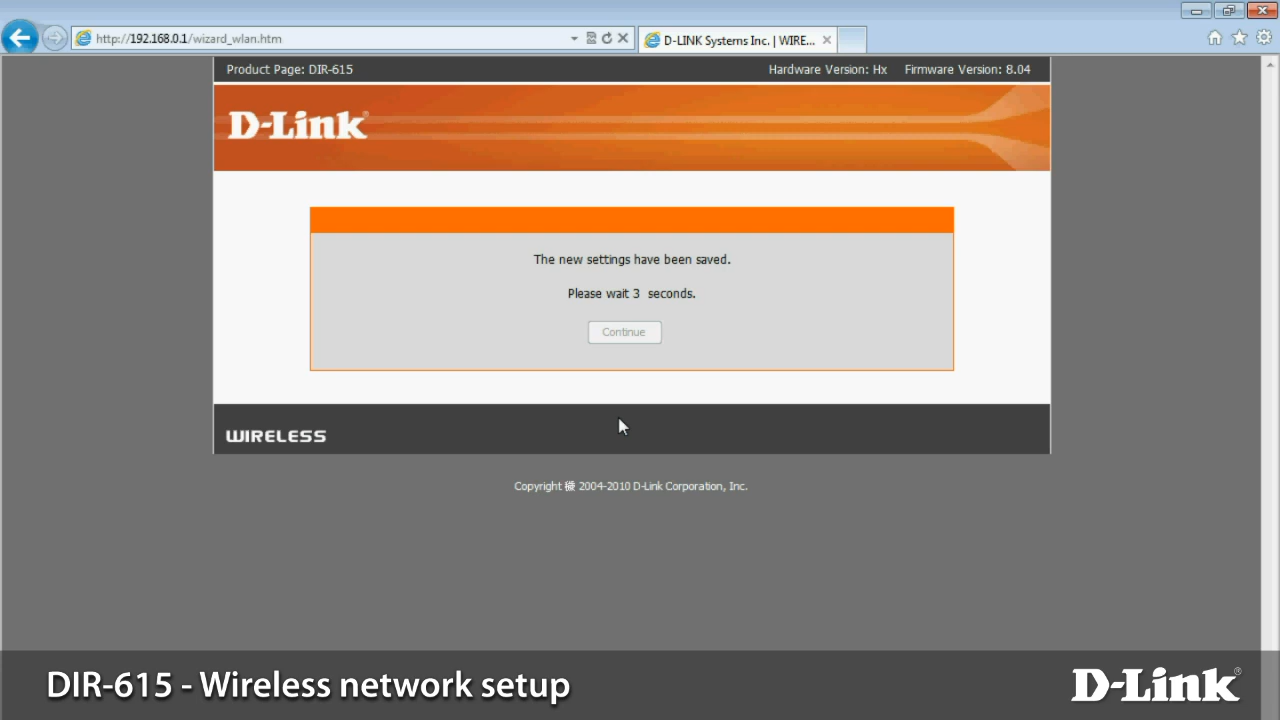 http://192.168.0.1/wizard_wlan.htm
D-LINK Systems Inc. | WIRE...
Product Page: DIR-615
Hardware Version: Hx Firmware Version: 8.04
D-Link
The new settings have been saved.
Please wait 3 seconds.
Continue
WIRELESS
Copyright 2004-2010 D-Link Corporation, Inc.
DIR-615 - Wireless network setup
D-Link®